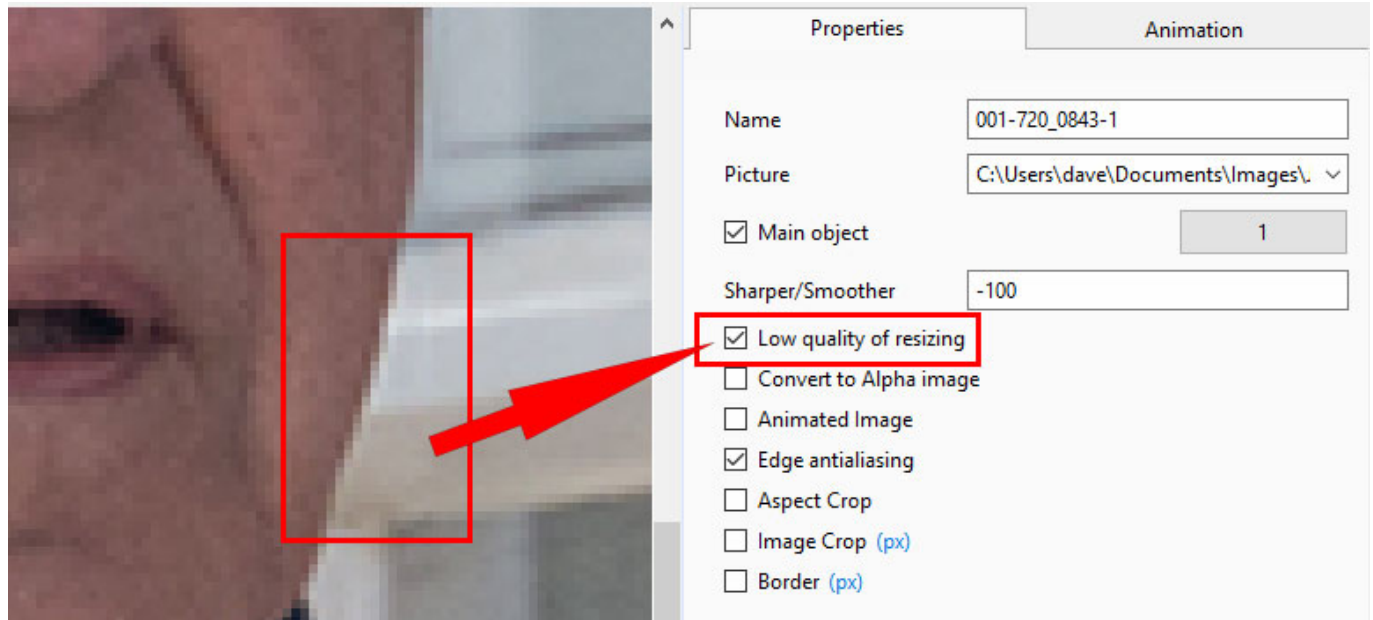 Properties
Animation
Name
001-720_0843-1
Picture
C:\Users\dave\Documents\Images\.
Main object
1
Sharper/Smoother
-100
Low quality of resizing
Convert to Alpha image
Animated Image
Edge antialiasing
Aspect Crop
Image Crop (px)
Border (px)